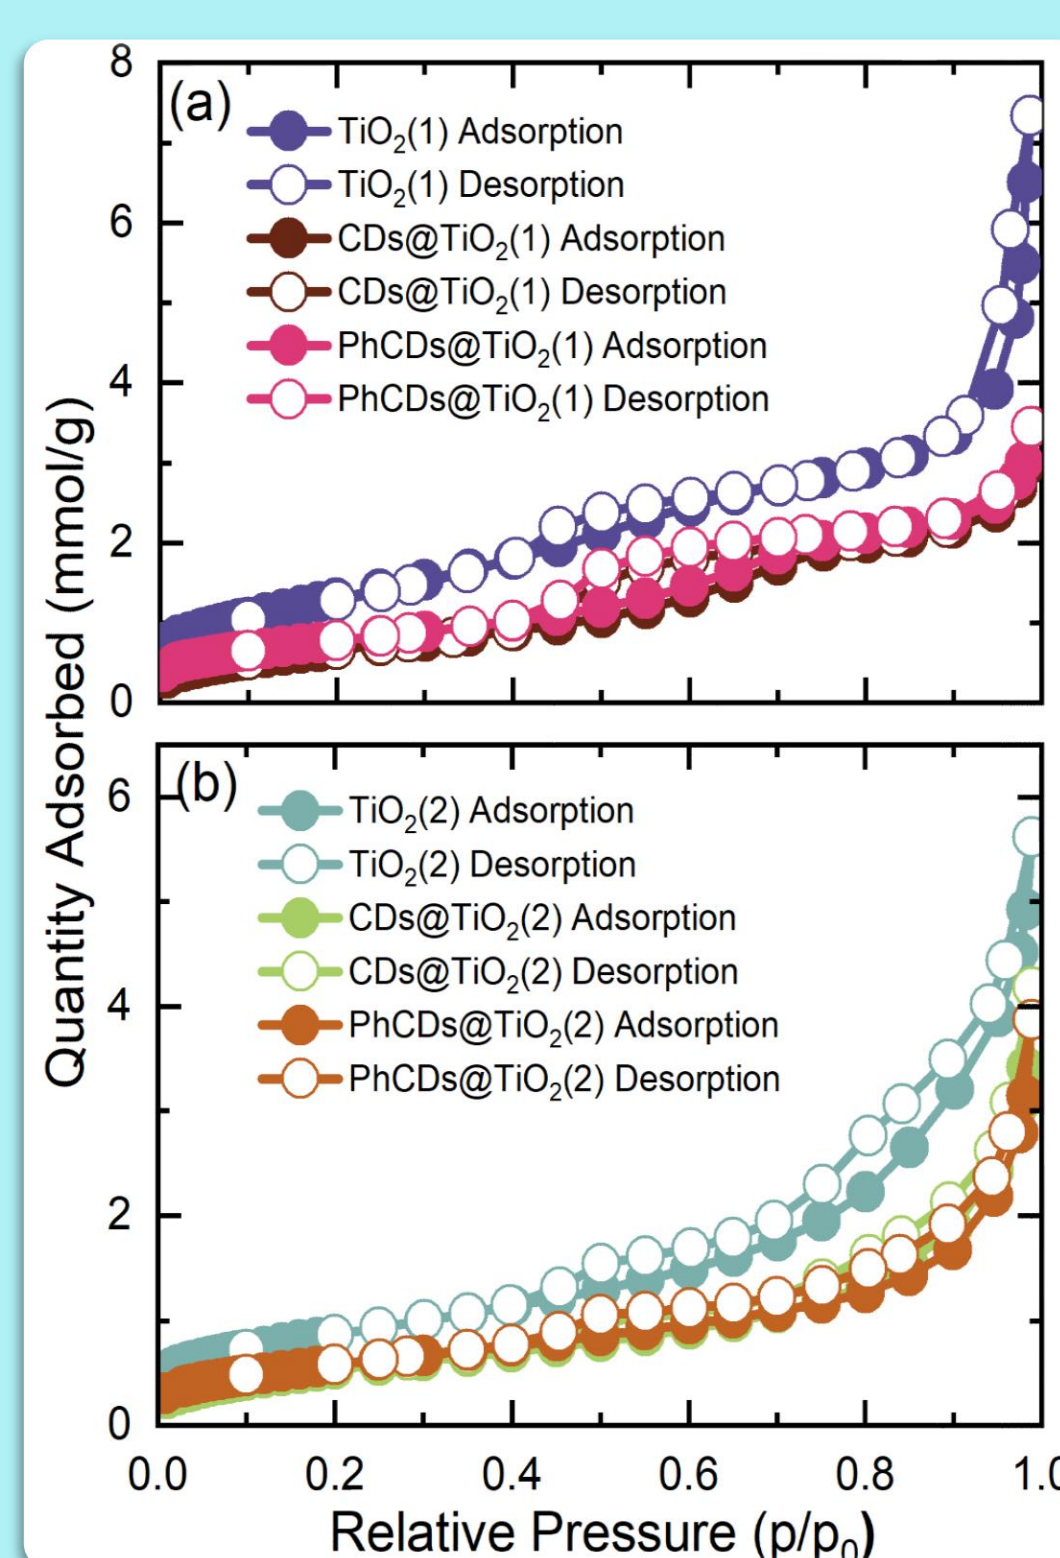 8
(a)
TiO₂(1) Adsorption
TiO₂(1) Desorption
6
CDs@TiO₂(1) Adsorption
CDs@TiO₂(1) Desorption
PhCDs@TiO₂(1) Adsorption
4
PhCDs@TiO₂(1) Desorption
2
0
Quantity Adsorbed (mmol/g)
(b)
6
TiO₂(2) Adsorption
TiO₂(2) Desorption
CDs@TiO₂(2) Adsorption
CDs@TiO₂(2) Desorption
4
PhCDs@TiO₂(2) Adsorption
PhCDs@TiO₂(2) Desorption
2
0
0.0 0.2 0.4 0.6 0.8 1.0
Relative Pressure (p/p₀)